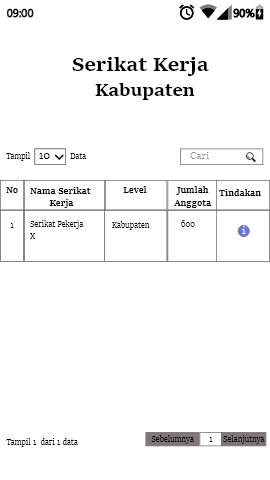 09:00 90%
Serikat Kerja
Kabupaten
Tampil 10 Data Cari
No Nama Serikat Kerja Level Jumlah Anggota Tindakan
1 Serikat Pekerja X Kabupaten 600 i
Tampil 1 dari 1 data Sebelumnya 1 Selanjutnya